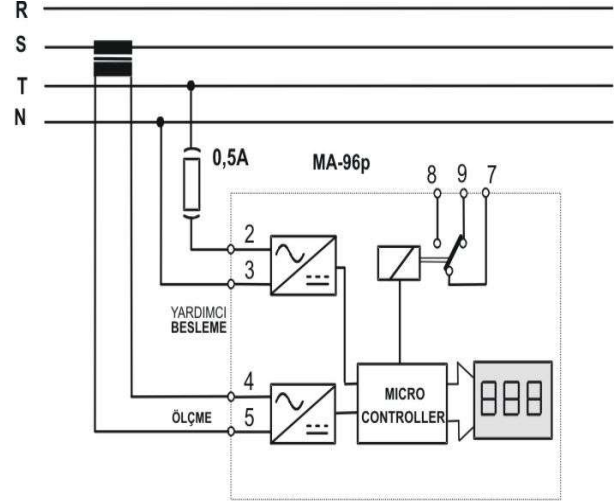 R
S
T
N
0,5A
MA-96p
8 9 7
2
3
YARDIMCI
BESLEME
4
ÖLÇME 5
MICRO
CONTROLLER
888